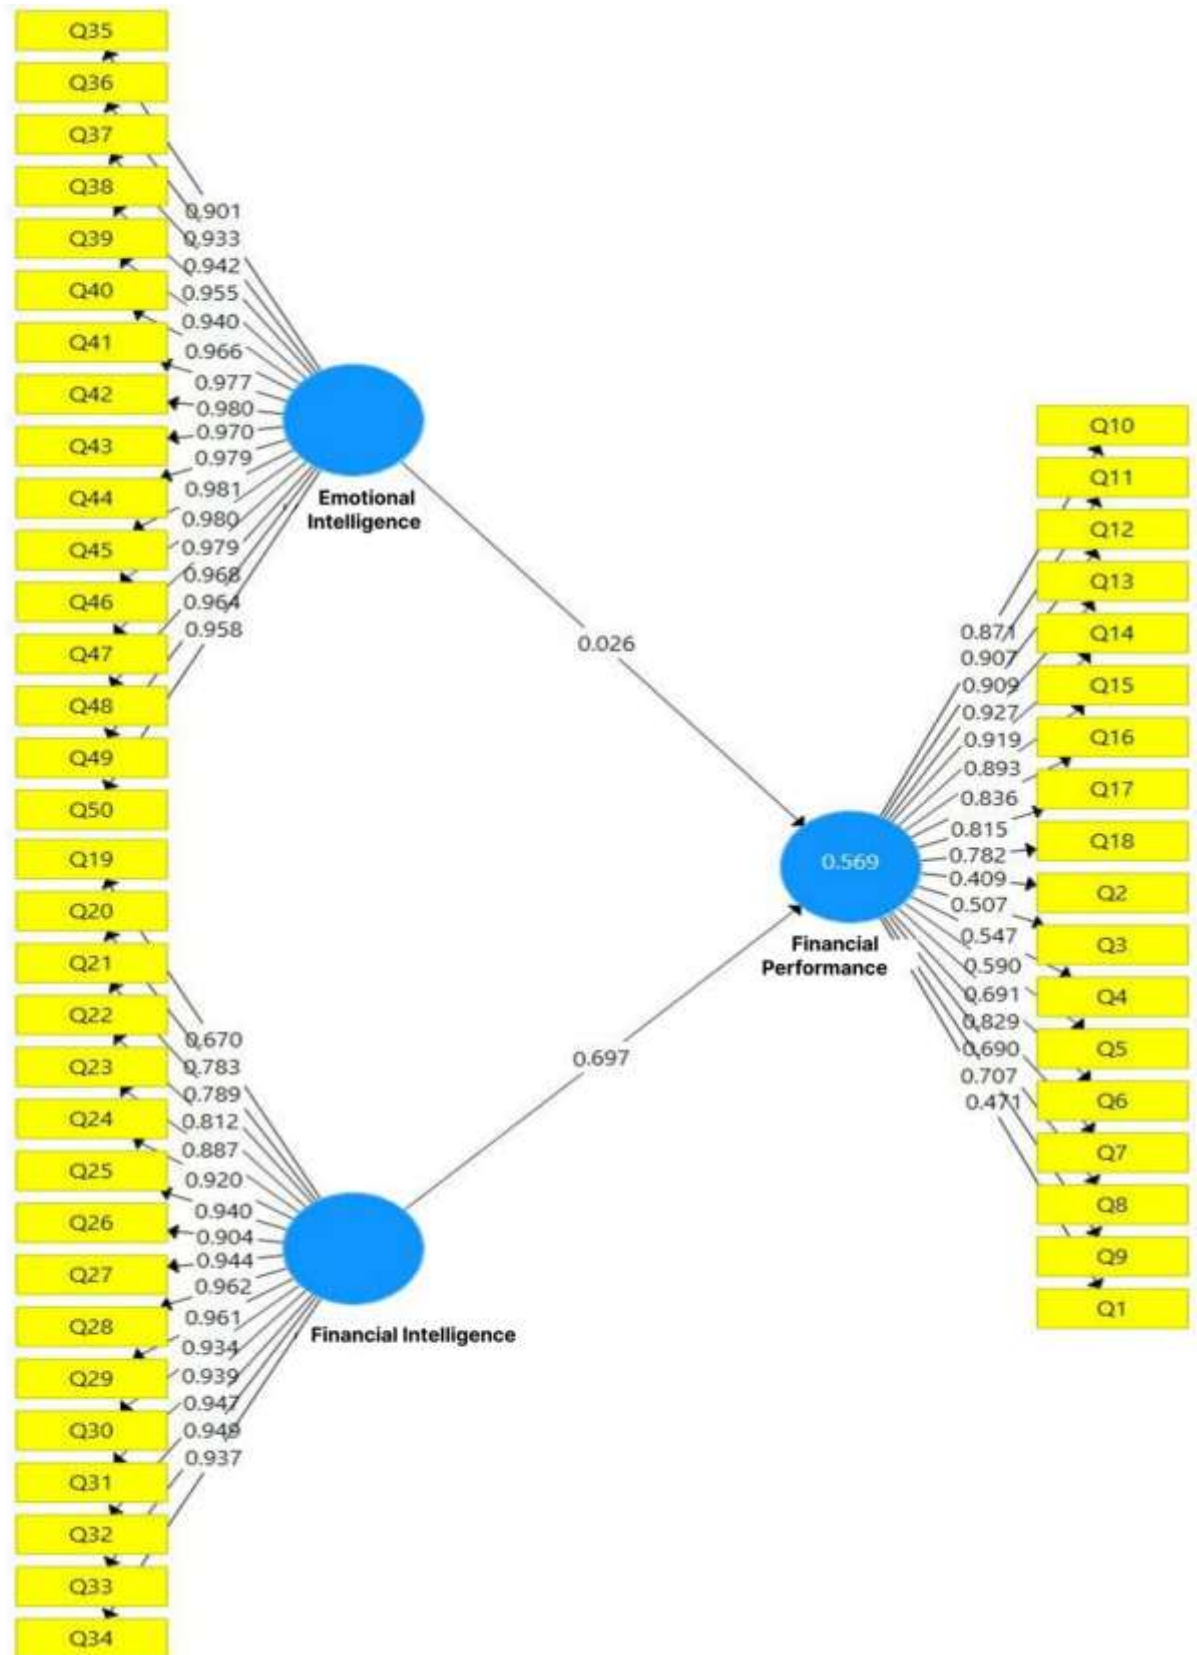 Q35
Q36
Q37
Q38
Q39
Q40
Q41
Q42
Q43
Q44
Q45
Q46
Q47
Q48
Q49
Q50
0.901
0.933
0.942
0.955
0.940
0.966
0.977
0.980
0.970
0.979
0.981
0.980
0.979
0.968
0.964
0.958
Emotional
Intelligence
0.026
Q19
Q20
Q21
Q22
Q23
Q24
Q25
Q26
Q27
Q28
Q29
Q30
Q31
Q32
Q33
Q34
0.670
0.783
0.789
0.812
0.887
0.920
0.940
0.904
0.944
0.962
0.961
0.934
0.939
0.947
0.949
0.937
Financial Intelligence
0.697
0.569
Financial
Performance
0.871
0.907
0.909
0.927
0.919
0.893
0.836
0.815
0.782
0.409
0.507
0.547
0.590
0.691
0.829
0.690
0.707
0.471
Q10
Q11
Q12
Q13
Q14
Q15
Q16
Q17
Q18
Q2
Q3
Q4
Q5
Q6
Q7
Q8
Q9
Q1